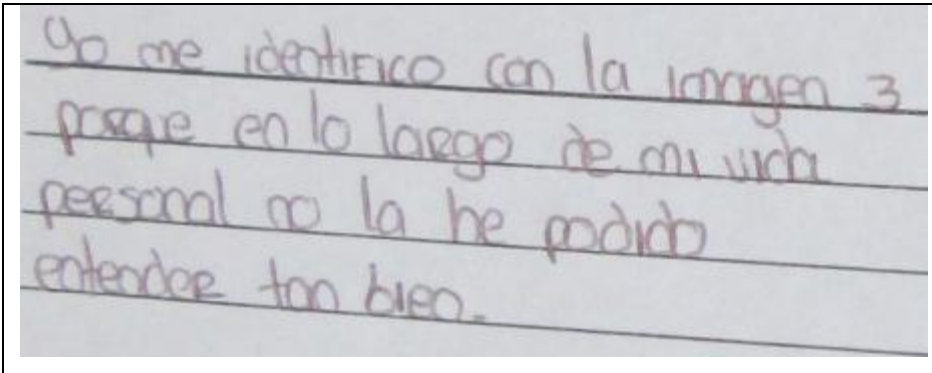 Yo me identifico con la imagen 3
porque en lo largo de mi vida
personal no la he podido
entender tan bien.